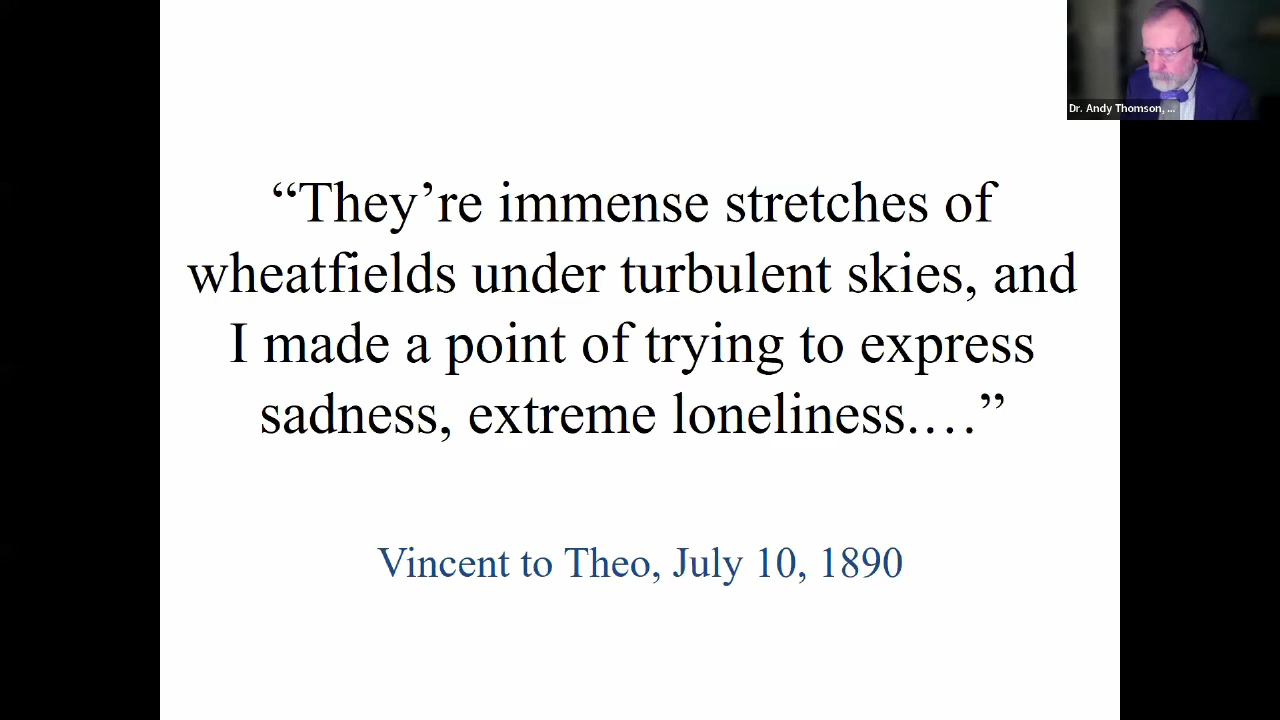 Dr. Andy Thomson, ...
“They’re immense stretches of
wheatfields under turbulent skies, and
I made a point of trying to express
sadness, extreme loneliness.…”
Vincent to Theo, July 10, 1890